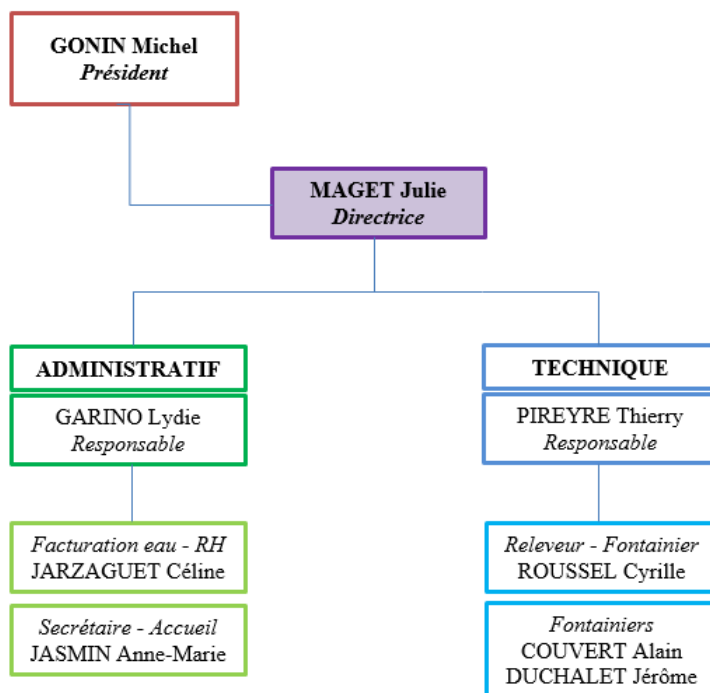 GONIN Michel
Président
MAGET Julie
Directrice
ADMINISTRATIF
GARINO Lydie
Responsable
Facturation eau - RH
JARZAGUET Céline
Secrétaire - Accueil
JASMIN Anne-Marie
TECHNIQUE
PIREYRE Thierry
Responsable
Releveur - Fontainier
ROUSSEL Cyrille
Fontainiers
COUVERT Alain
DUCHALET Jérôme